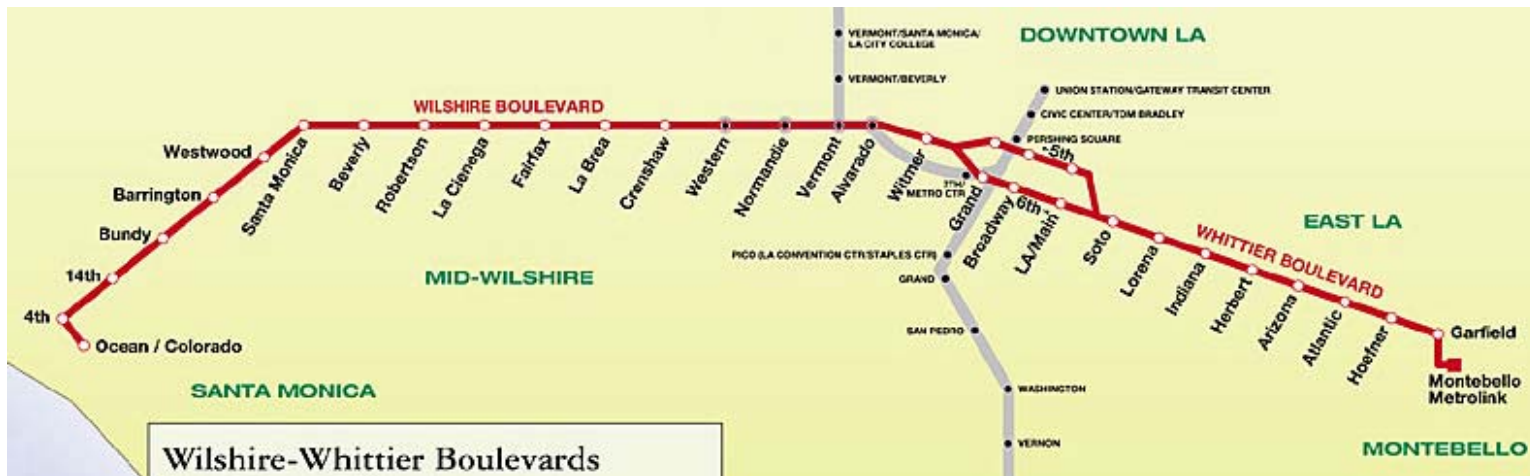 VERMONT/SANTA MONICA/
LA CITY COLLEGE
DOWNTOWN LA
VERMONT/BEVERLY
UNION STATION/GATEWAY TRANSIT CENTER
WILSHIRE BOULEVARD
CIVIC CENTER/TOM BRADLEY
PERSHING SQUARE
Westwood
Barrington
Bundy
14th
4th
Ocean / Colorado
Santa Monica
Beverly
Robertson
La Cienega
Fairfax
La Brea
Crenshaw
Western
Normandie
Vermont
Alvarado
Witmer
7TH/
METRO CTR
Grand
Broadway
LA/Main
5th
6th
Soto
Lorena
Indiana
Herbert
Arizona
Atlantic
Hoefner
Garfield
Montebello
Metrolink
EAST LA
WHITTIER BOULEVARD
MID-WILSHIRE
PICO (LA CONVENTION CTR/STAPLES CTR)
GRAND
SAN PEDRO
WASHINGTON
VERNON
SANTA MONICA
MONTEBELLO
Wilshire-Whittier Boulevards